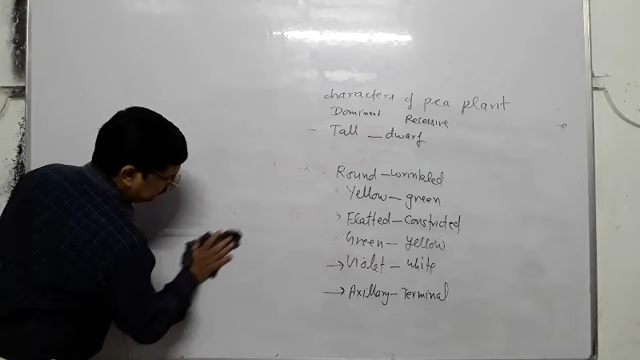 characters of pea plant
Dominant Recessive
- Tall - dwarf
Round - wrinkled
Yellow - green
Flatted - Constricted
Green - yellow
→ Violet - white
→ Axillary - Terminal